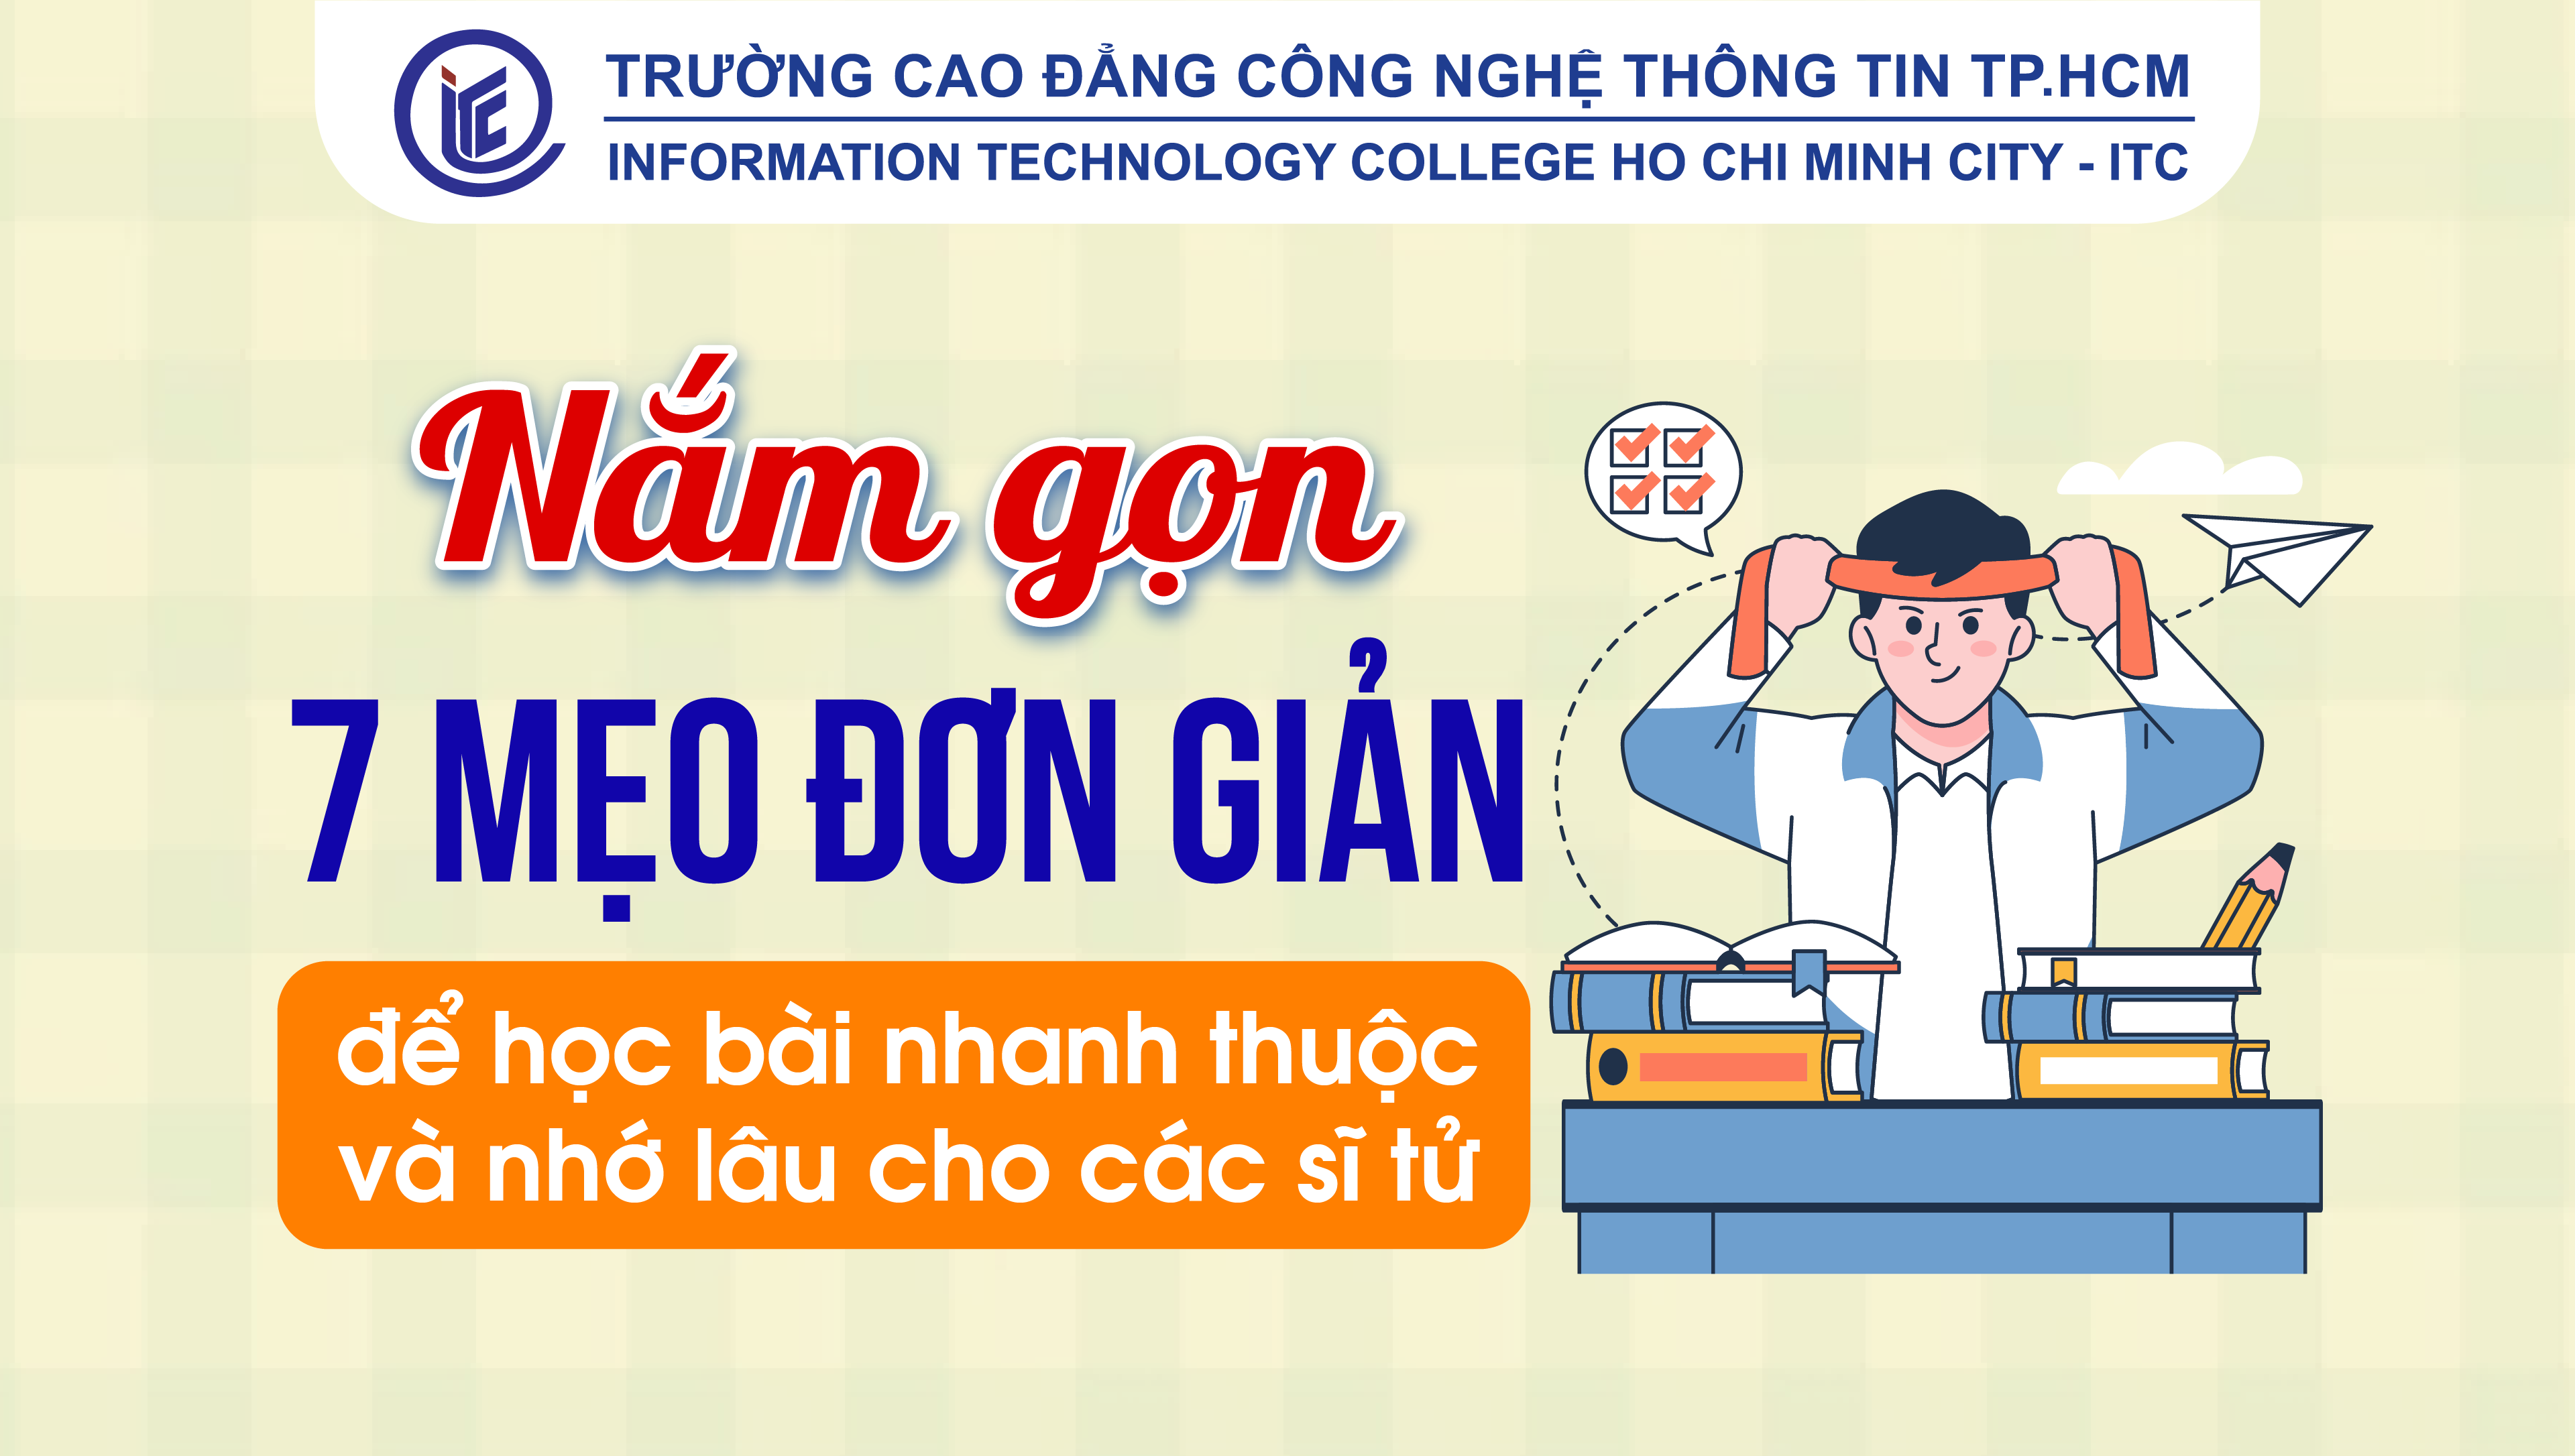 iTC
TRƯỜNG CAO ĐẲNG CÔNG NGHỆ THÔNG TIN TP.HCM
INFORMATION TECHNOLOGY COLLEGE HO CHI MINH CITY - ITC
Nắm gọn
7 MẸO ĐƠN GIẢN
để học bài nhanh thuộc
và nhớ lâu cho các sĩ tử